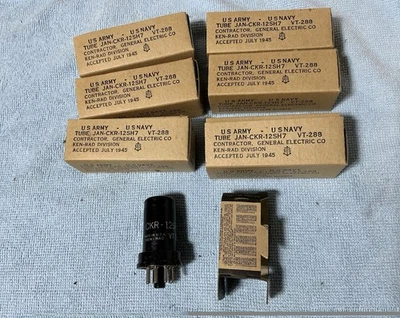 U S ARMY - U S NAVY
TUBE JAN-CKR-12SH7 VT-288
CONTRACTOR, GENERAL ELECTRIC CO
KEN-RAD DIVISION
ACCEPTED JULY 1945
U S ARMY - U S NAVY
TUBE JAN-CKR-12SH7 VT-288
CONTRACTOR, GENERAL ELECTRIC CO
KEN-RAD DIVISION
ACCEPTED JULY 1945
U S ARMY - U S NAVY
TUBE JAN-CKR-12SH7 VT-288
CONTRACTOR, GENERAL ELECTRIC CO
KEN-RAD DIVISION
ACCEPTED JULY 1945
U S ARMY - U S NAVY
TUBE JAN-CKR-12SH7 VT-288
CONTRACTOR, GENERAL ELECTRIC CO
KEN-RAD DIVISION
ACCEPTED JULY 1945
U S ARMY - U S NAVY
TUBE JAN-CKR-12SH7 VT-288
CONTRACTOR, GENERAL ELECTRIC CO
KEN-RAD DIVISION
ACCEPTED JULY 1945
U S ARMY - U S NAVY
TUBE JAN-CKR-12SH7 VT-288
CONTRACTOR, GENERAL ELECTRIC CO
KEN-RAD DIVISION
ACCEPTED JULY 1945
CKR-12S